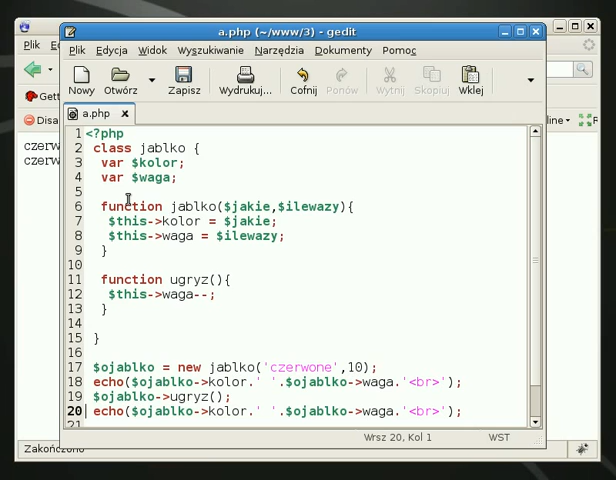 a.php (~/www/3) - gedit
Plik
Plik Edycja Widok Wyszukiwanie Narzędzia Dokumenty Pomoc
Nowy Otwórz Zapisz Wydrukuj... Cofnij Ponów Wytnij Skopiuj Wklej
a.php
1 <?php
2 class jablko {
3 var $kolor;
4 var $waga;
5
6 function jablko($jakie,$ilewazy){
7 $this->kolor = $jakie;
8 $this->waga = $ilewazy;
9 }
10
11 function ugryz(){
12 $this->waga--;
13 }
14
15 }
16
17 $ojablko = new jablko('czerwone',10);
18 echo($ojablko->kolor.' '.$ojablko->waga.'<br>');
19 $ojablko->ugryz();
20 echo($ojablko->kolor.' '.$ojablko->waga.'<br>');
21
Wrsz 20, Kol 1 WST
Zakończono